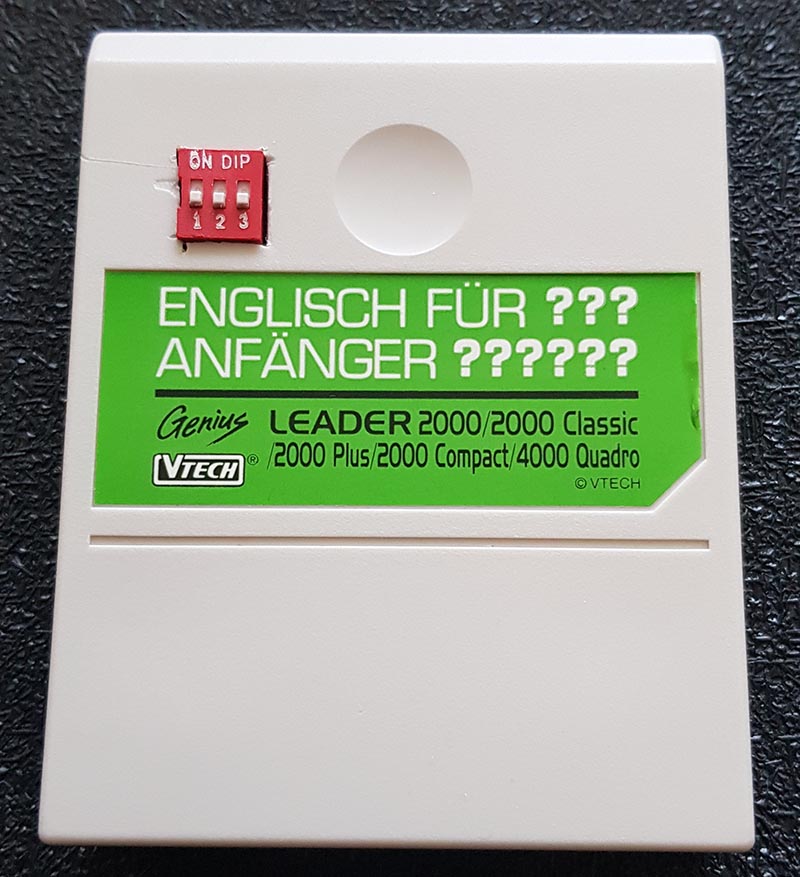 ON DIP
1 2 3
ENGLISCH FÜR ???
ANFÄNGER ??????
Genius LEADER 2000/2000 Classic
VTECH® /2000 Plus/2000 Compact/4000 Quadro
© VTECH